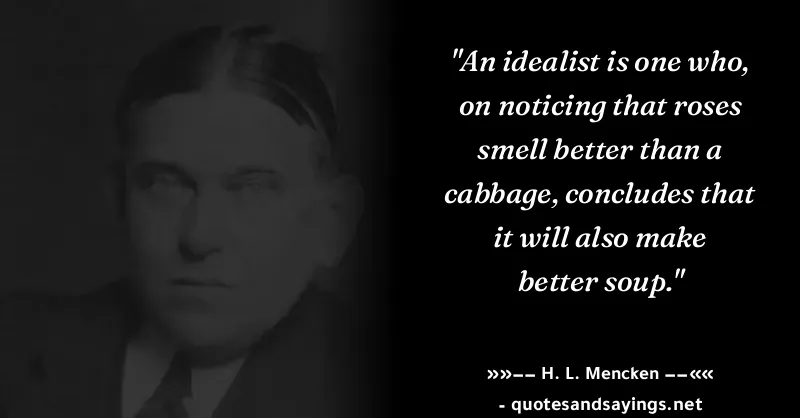 "An idealist is one who,
on noticing that roses
smell better than a
cabbage, concludes that
it will also make
better soup."
»»–– H. L. Mencken ––««
- quotesandsayings.net